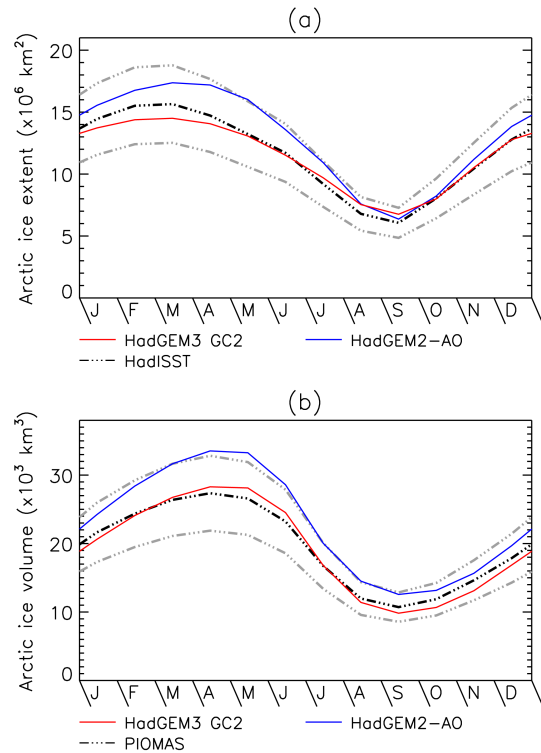 (a)
Arctic ice extent (x10⁶ km²)
20
15
10
5
0
J F M A M J J A S O N D
HadGEM3 GC2 HadGEM2-AO
HadISST
(b)
Arctic ice volume (x10³ km³)
30
20
10
0
J F M A M J J A S O N D
HadGEM3 GC2 HadGEM2-AO
PIOMAS